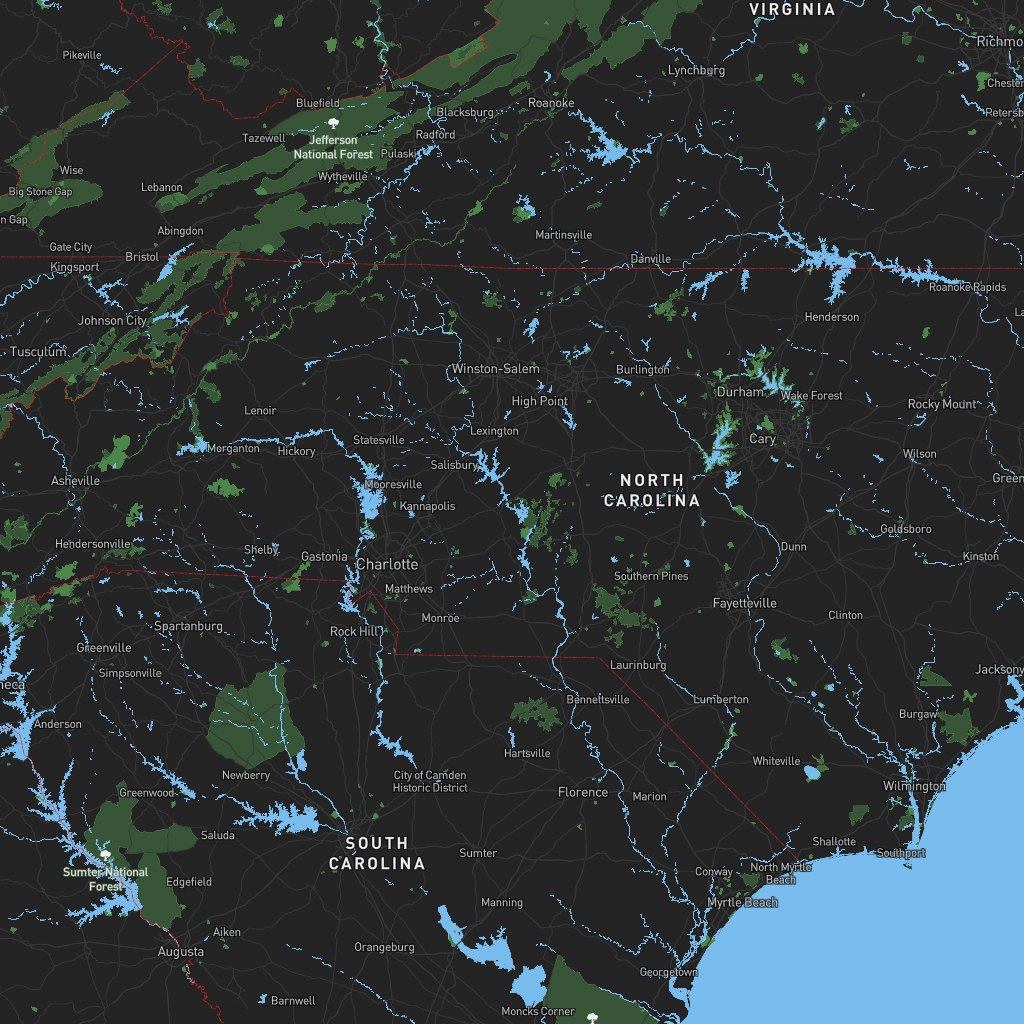 VIRGINIA
Richmo
Pikeville
Lynchburg
Chester
Bluefield
Roanoke
Blacksburg
Petersb
Tazewell
Radford
Jefferson
National Forest
Pulaski
Wise
Wytheville
Big Stone Gap
Lebanon
n Gap
Abingdon
Martinsville
Gate City
Bristol
Danville
Kingsport
Roanoke Rapids
La
Johnson City
Henderson
Tusculum
Winston-Salem
Burlington
Durham
Wake Forest
High Point
Rocky Mount
Lenoir
Lexington
Statesville
Cary
Morganton
Hickory
Wilson
Salisbury
Asheville
Mooresville
NORTH
CAROLINA
Green
Kannapolis
Goldsboro
Hendersonville
Shelby
Gastonia
Charlotte
Dunn
Kinston
Southern Pines
Matthews
Fayetteville
Clinton
Monroe
Spartanburg
Rock Hill
Greenville
Laurinburg
Simpsonville
Jacksonv
neca
Bennettsville
Lumberton
Anderson
Burgaw
Hartsville
Whiteville
Newberry
City of Camden
Historic District
Wilmington
Greenwood
Florence
Marion
Saluda
SOUTH
CAROLINA
Shallotte
Sumter
Southport
Sumter National
Forest
Edgefield
Conway
North Myrtle
Beach
Manning
Myrtle Beach
Aiken
Augusta
Orangeburg
Georgetown
Barnwell
Moncks Corner